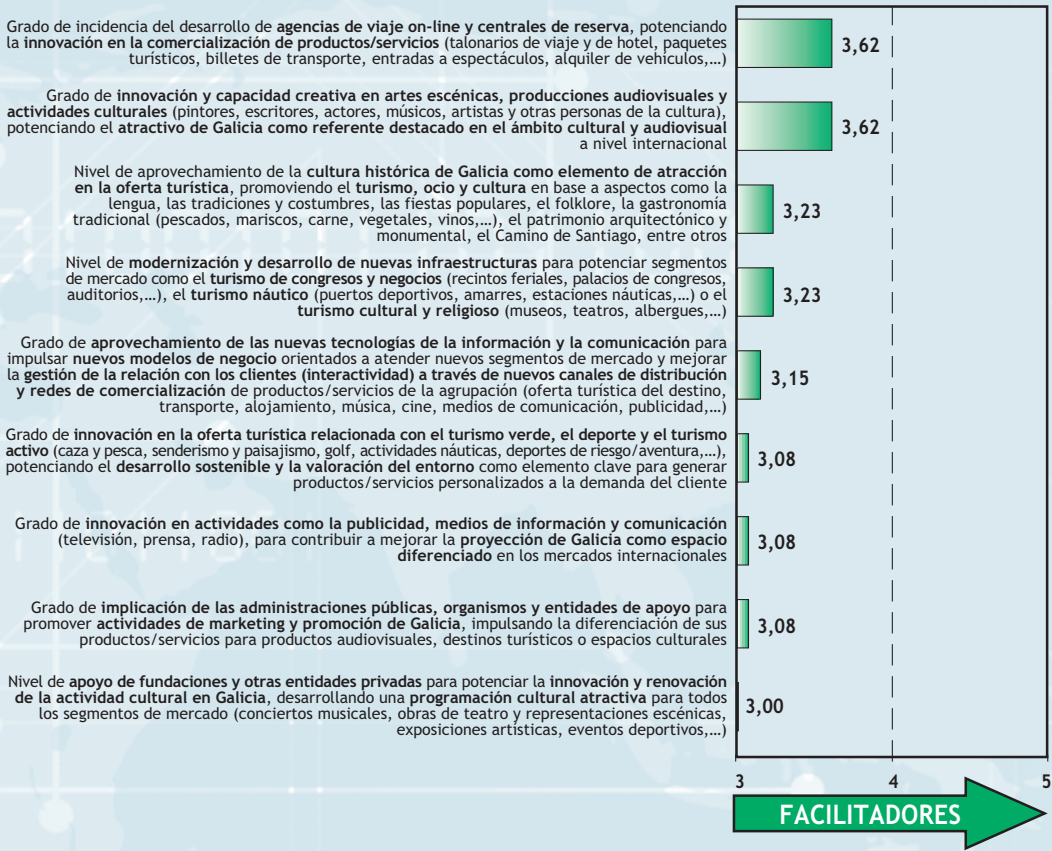 Grado de incidencia del desarrollo de agencias de viaje on-line y centrales de reserva, potenciando
la innovación en la comercialización de productos/servicios (talonarios de viaje y de hotel, paquetes
turísticos, billetes de transporte, entradas a espectáculos, alquiler de vehículos,...)
3,62
Grado de innovación y capacidad creativa en artes escénicas, producciones audiovisuales y
actividades culturales (pintores, escritores, actores, músicos, artistas y otras personas de la cultura),
potenciando el atractivo de Galicia como referente destacado en el ámbito cultural y audiovisual
a nivel internacional
3,62
Nivel de aprovechamiento de la cultura histórica de Galicia como elemento de atracción
en la oferta turística, promoviendo el turismo, ocio y cultura en base a aspectos como la
lengua, las tradiciones y costumbres, las fiestas populares, el folklore, la gastronomía
tradicional (pescados, mariscos, carne, vegetales, vinos,...), el patrimonio arquitectónico y
monumental, el Camino de Santiago, entre otros
3,23
Nivel de modernización y desarrollo de nuevas infraestructuras para potenciar segmentos
de mercado como el turismo de congresos y negocios (recintos feriales, palacios de congresos,
auditorios,...), el turismo náutico (puertos deportivos, amarres, estaciones náuticas,...) o el
turismo cultural y religioso (museos, teatros, albergues,...)
3,23
Grado de aprovechamiento de las nuevas tecnologías de la información y la comunicación para
impulsar nuevos modelos de negocio orientados a atender nuevos segmentos de mercado y mejorar
la gestión de la relación con los clientes (interactividad) a través de nuevos canales de distribución
y redes de comercialización de productos/servicios de la agrupación (oferta turística del destino,
transporte, alojamiento, música, cine, medios de comunicación, publicidad,...)
3,15
Grado de innovación en la oferta turística relacionada con el turismo verde, el deporte y el turismo
activo (caza y pesca, senderismo y paisajismo, golf, actividades náuticas, deportes de riesgo/aventura,...),
potenciando el desarrollo sostenible y la valoración del entorno como elemento clave para generar
productos/servicios personalizados a la demanda del cliente
3,08
Grado de innovación en actividades como la publicidad, medios de información y comunicación
(televisión, prensa, radio), para contribuir a mejorar la proyección de Galicia como espacio
diferenciado en los mercados internacionales
3,08
Grado de implicación de las administraciones públicas, organismos y entidades de apoyo para
promover actividades de marketing y promoción de Galicia, impulsando la diferenciación de sus
productos/servicios para productos audiovisuales, destinos turísticos o espacios culturales
3,08
Nivel de apoyo de fundaciones y otras entidades privadas para potenciar la innovación y renovación
de la actividad cultural en Galicia, desarrollando una programación cultural atractiva para todos
los segmentos de mercado (conciertos musicales, obras de teatro y representaciones escénicas,
exposiciones artísticas, eventos deportivos,...)
3,00
3 4 5
FACILITADORES